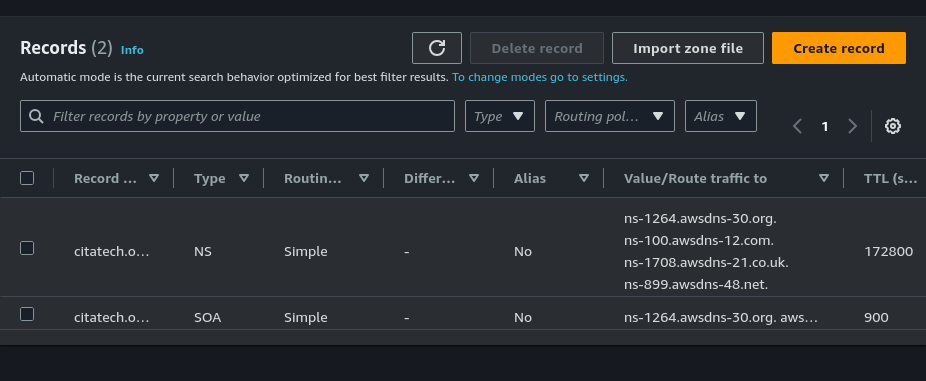 Records (2) Info
Delete record
Import zone file
Create record
Automatic mode is the current search behavior optimized for best filter results. To change modes go to settings.
Filter records by property or value
Type
Routing pol...
Alias
1
Record ... Type Routin... Differ... Alias Value/Route traffic to TTL (s...
citatech.o... NS Simple - No ns-1264.awsdns-30.org.
ns-100.awsdns-12.com.
ns-1708.awsdns-21.co.uk.
ns-899.awsdns-48.net. 172800
citatech.o... SOA Simple - No ns-1264.awsdns-30.org. aws... 900